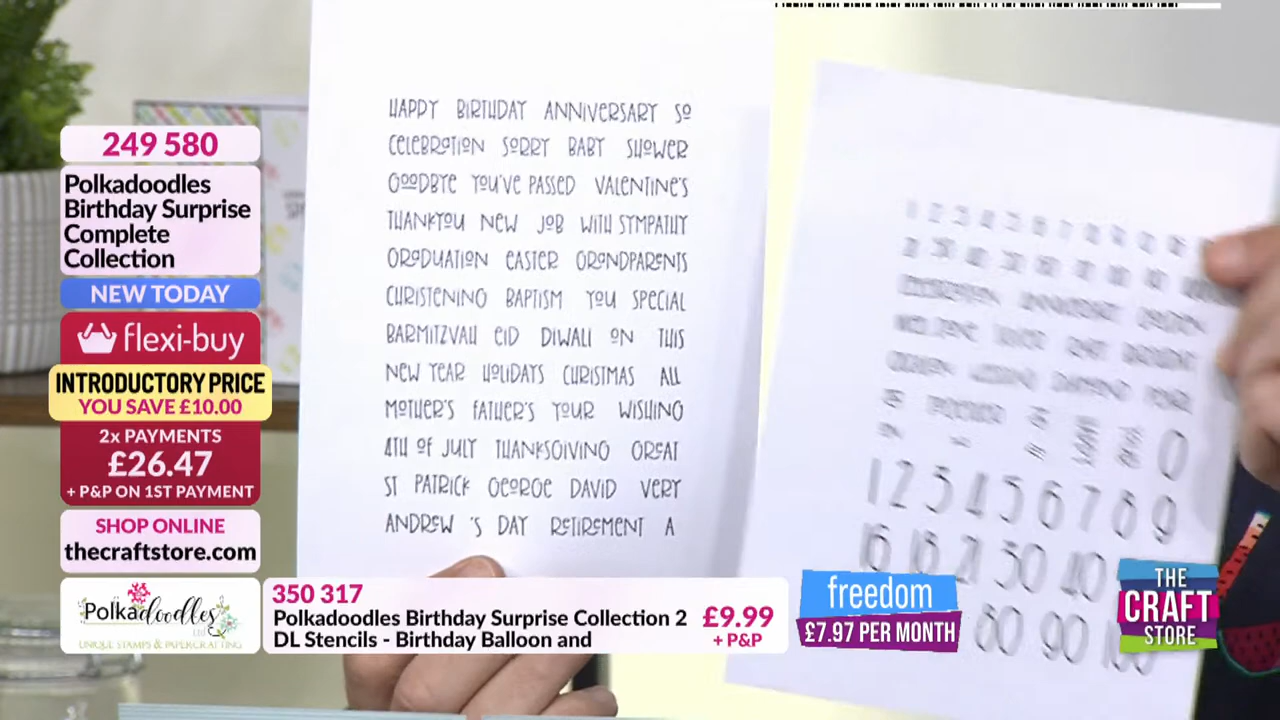 249 580
Polkadoodles
Birthday Surprise
Complete
Collection
NEW TODAY
flexi-buy
INTRODUCTORY PRICE
YOU SAVE £10.00
2x PAYMENTS
£26.47
+ P&P ON 1ST PAYMENT
SHOP ONLINE
thecraftstore.com
Polkadoodles
UNIQUE STAMPS & PAPERCRAFTING
HAPPY BIRTHDAY ANNIVERSARY SO
CELEBRATION SORRY BABY SHOWER
GOODBYE YOU'VE PASSED VALENTINE'S
THANKYOU NEW JOB WITH SYMPATHY
GRADUATION EASTER GRANDPARENTS
CHRISTENING BAPTISM YOU SPECIAL
BARMITZVAH EID DIWALI ON THIS
NEW YEAR HOLIDAYS CHRISTMAS ALL
MOTHER'S FATHER'S YOUR WISHING
4TH OF JULY THANKSGIVING GREAT
ST PATRICK GEORGE DAVID VERY
ANDREW 'S DAY RETIREMENT A
0
1 2 3 4 5 6 7 8 9
30 40
60 90 100
350 317
Polkadoodles Birthday Surprise Collection 2
DL Stencils - Birthday Balloon and
£9.99
+ P&P
freedom
£7.97 PER MONTH
THE
CRAFT
STORE